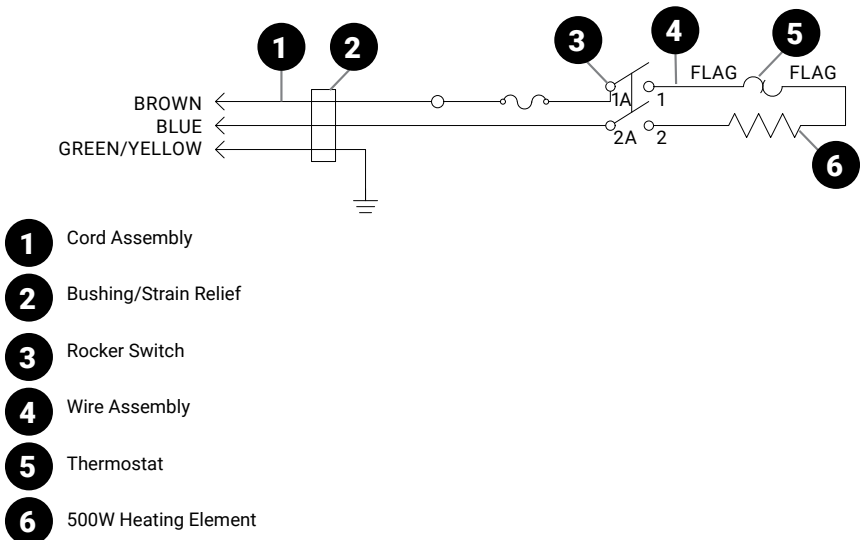 1 2 3 4 5
FLAG FLAG
BROWN 1A 1
BLUE
2A 2
GREEN/YELLOW
6
1 Cord Assembly
2 Bushing/Strain Relief
3 Rocker Switch
4 Wire Assembly
5 Thermostat
6 500W Heating Element